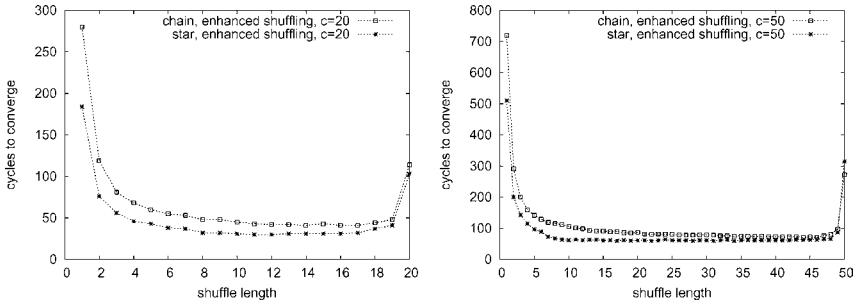 300
250
200
150
100
50
0
cycles to converge
chain, enhanced shuffling, c=20
star, enhanced shuffling, c=20
0 2 4 6 8 10 12 14 16 18 20
shuffle length
800
700
600
500
400
300
200
100
0
cycles to converge
chain, enhanced shuffling, c=50
star, enhanced shuffling, c=50
0 5 10 15 20 25 30 35 40 45 50
shuffle length